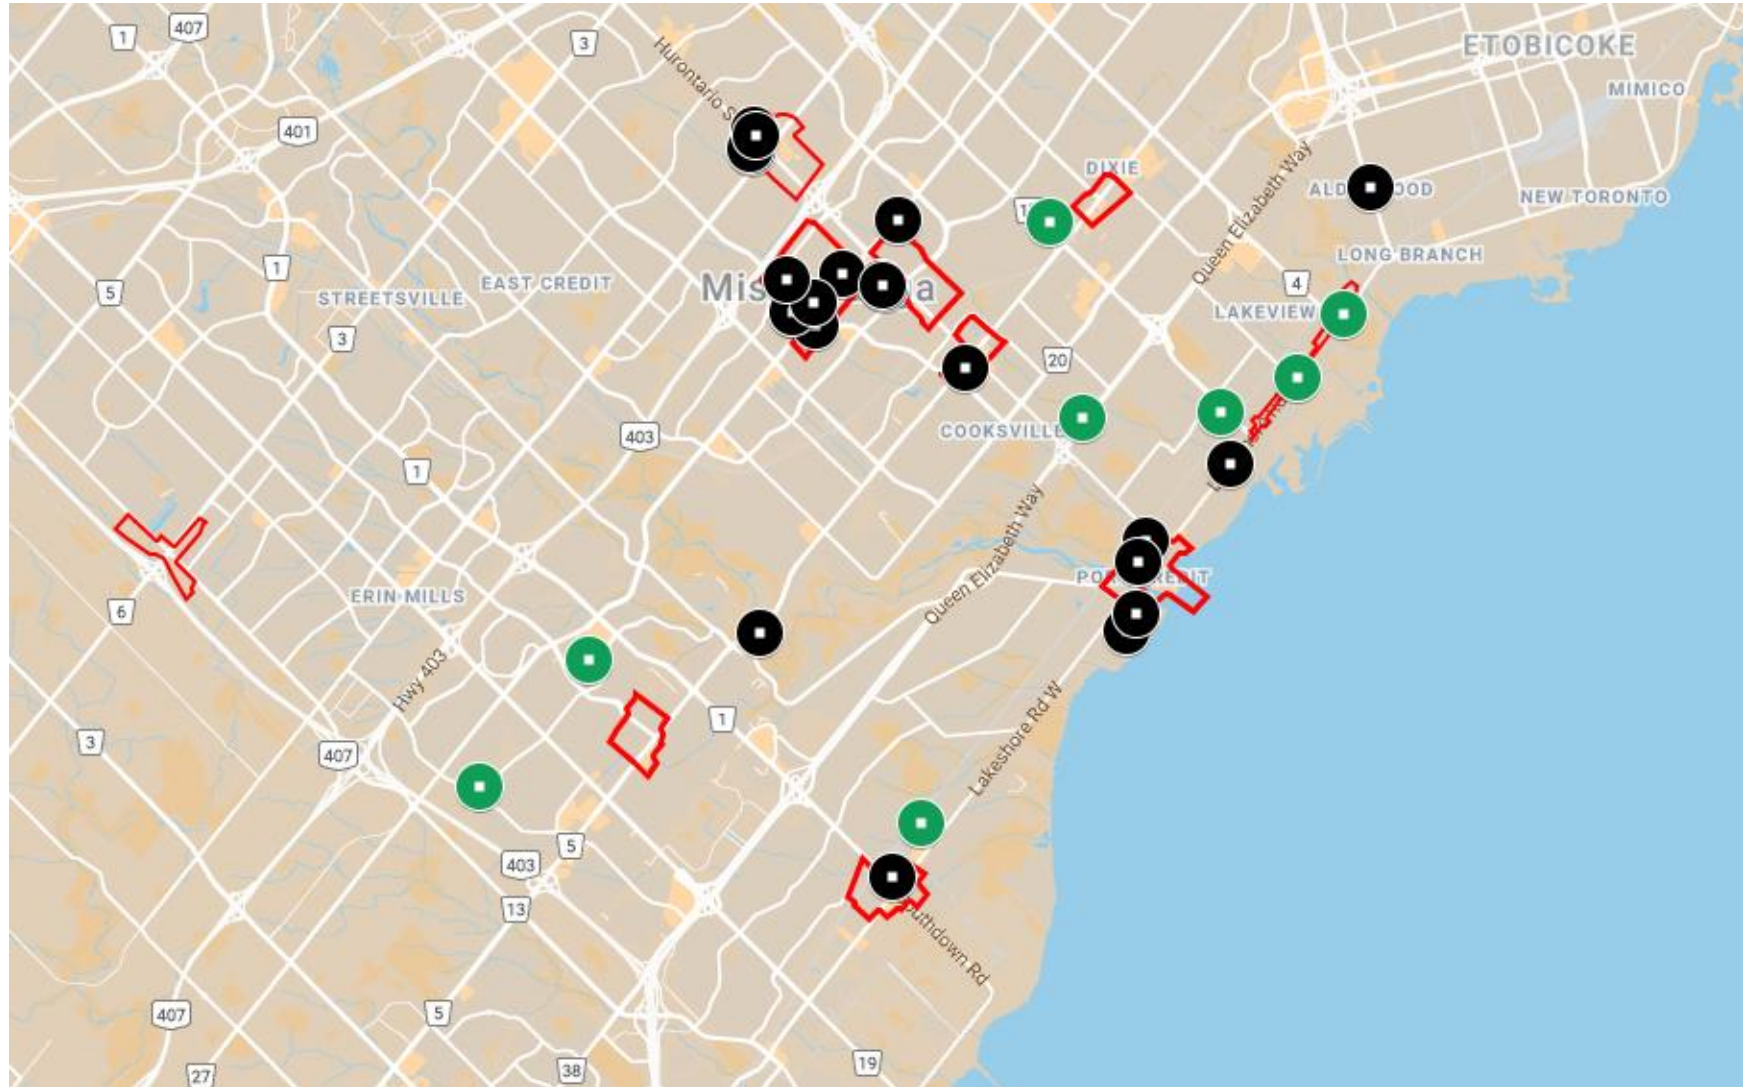 1
407
3
ETOBICOKE
MIMICO
Hurontario S
401
DIXIE
Queen Elizabeth Way
NEW TORONTO
LONG BRANCH
5
1
STREETSVILLE
EAST CREDIT
3
4
LAKEVIEW
20
403
COOKSVILLE
1
Queen Elizabeth Way
6
ERIN MILLS
Hwy 403
3
407
1
Lakeshore Rd W
5
403
13
Southdown Rd
407
5
27
38
19